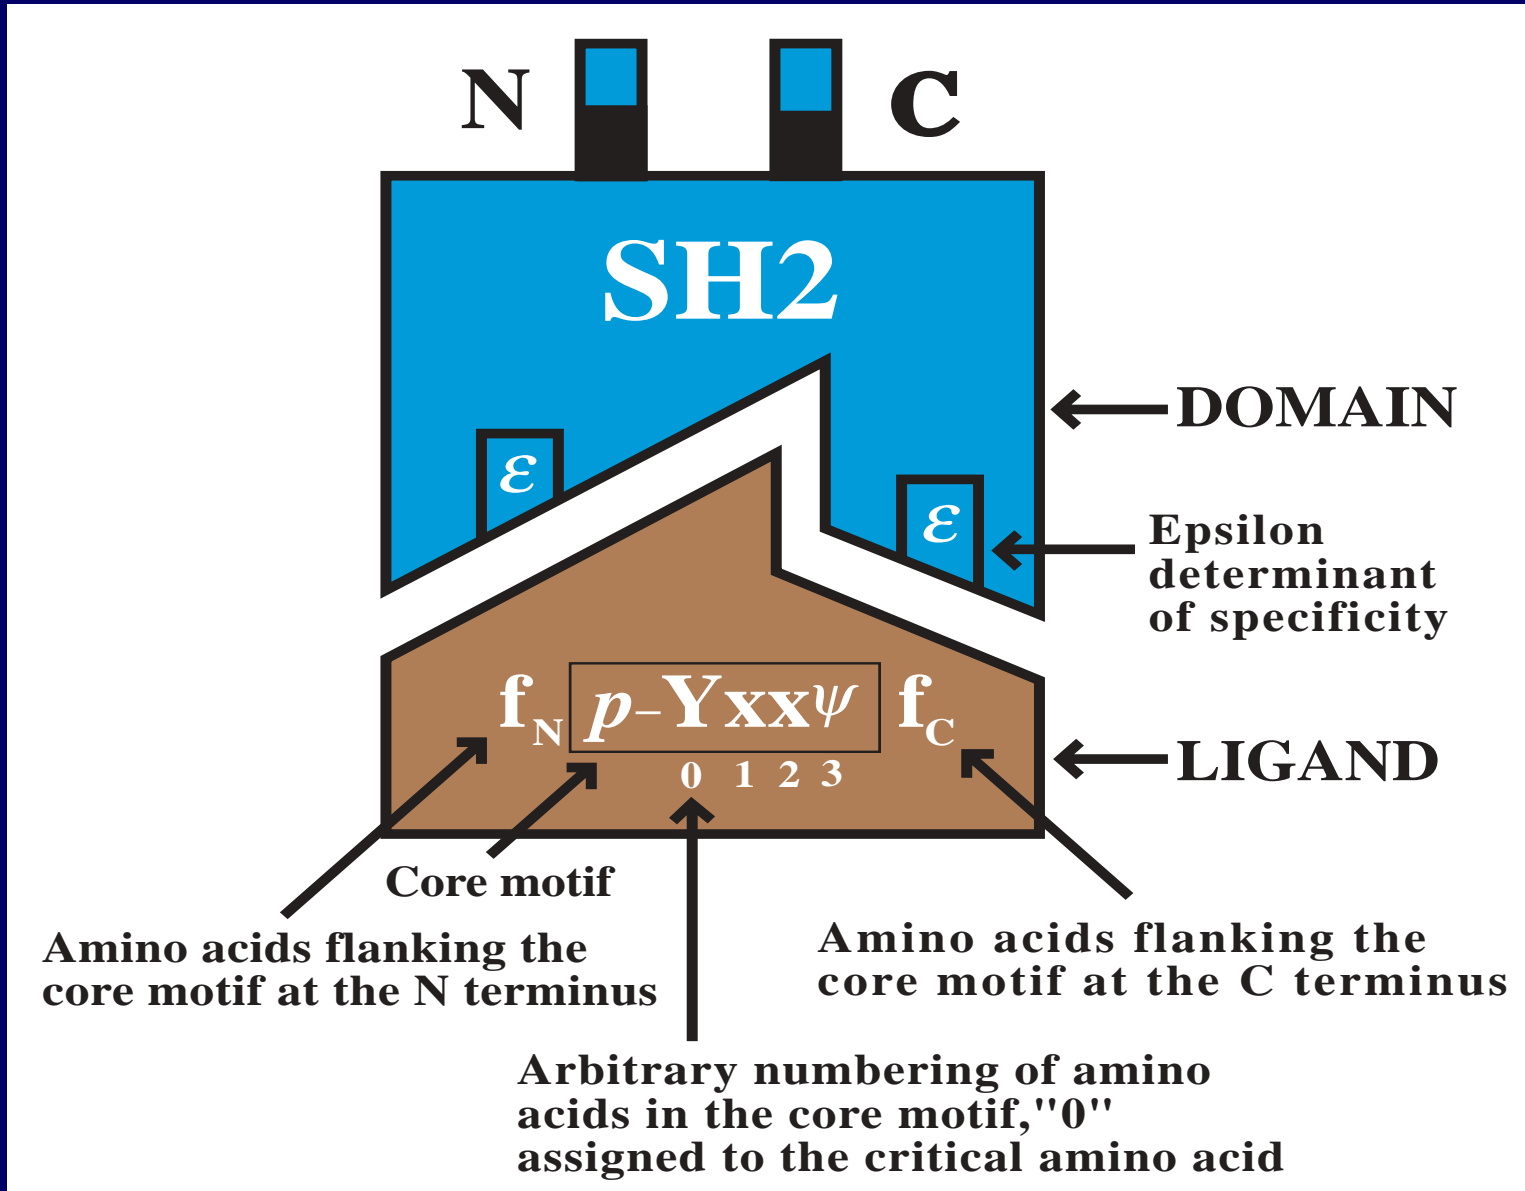 N C
SH2
DOMAIN
ε ε
Epsilon
determinant
of specificity
f_N p–Yxxψ f_C
0 1 2 3
LIGAND
Core motif
Amino acids flanking the
core motif at the N terminus
Amino acids flanking the
core motif at the C terminus
Arbitrary numbering of amino
acids in the core motif,"0"
assigned to the critical amino acid